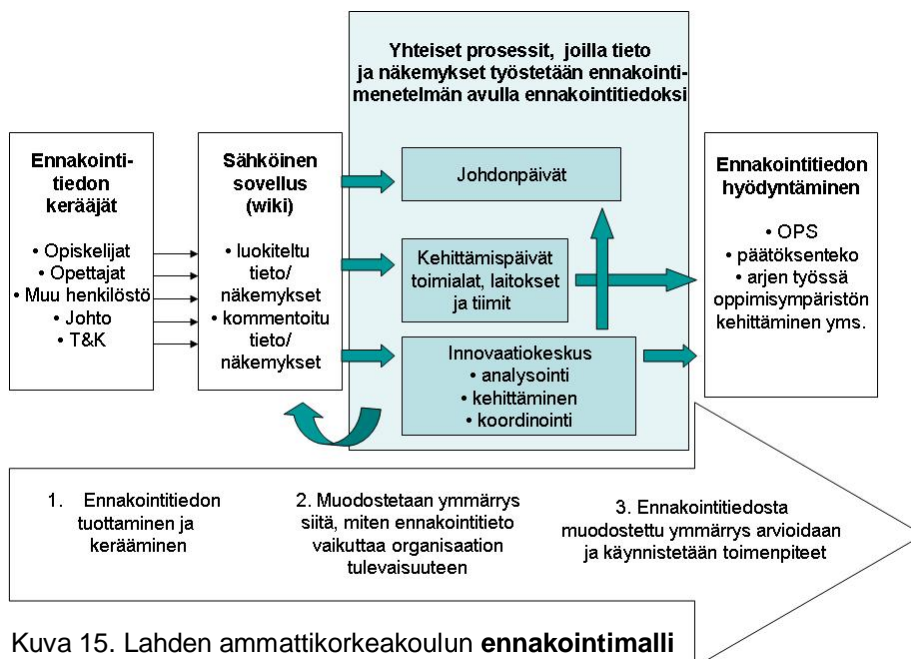 Yhteiset prosessit, joilla tieto
ja näkemykset työstetään ennakointi-
menetelmän avulla ennakointitiedoksi
Ennakointi-
tiedon
kerääjät
• Opiskelijat
• Opettajat
• Muu henkilöstö
• Johto
• T&K
Sähköinen
sovellus
(wiki)
• luokiteltu
tieto/
näkemykset
• kommentoitu
tieto/
näkemykset
Johdonpäivät
Kehittämispäivät
toimialat, laitokset
ja tiimit
Innovaatiokeskus
• analysointi
• kehittäminen
• koordinointi
Ennakointitiedon
hyödyntäminen
• OPS
• päätöksenteko
• arjen työssä
oppimisympäristön
kehittäminen yms.
1. Ennakointitiedon
tuottaminen ja
kerääminen
2. Muodostetaan ymmärrys
siitä, miten ennakointitieto
vaikuttaa organisaation
tulevaisuuteen
3. Ennakointitiedosta
muodostettu ymmärrys arvioidaan
ja käynnistetään toimenpiteet
Kuva 15. Lahden ammattikorkeakoulun ennakointimalli